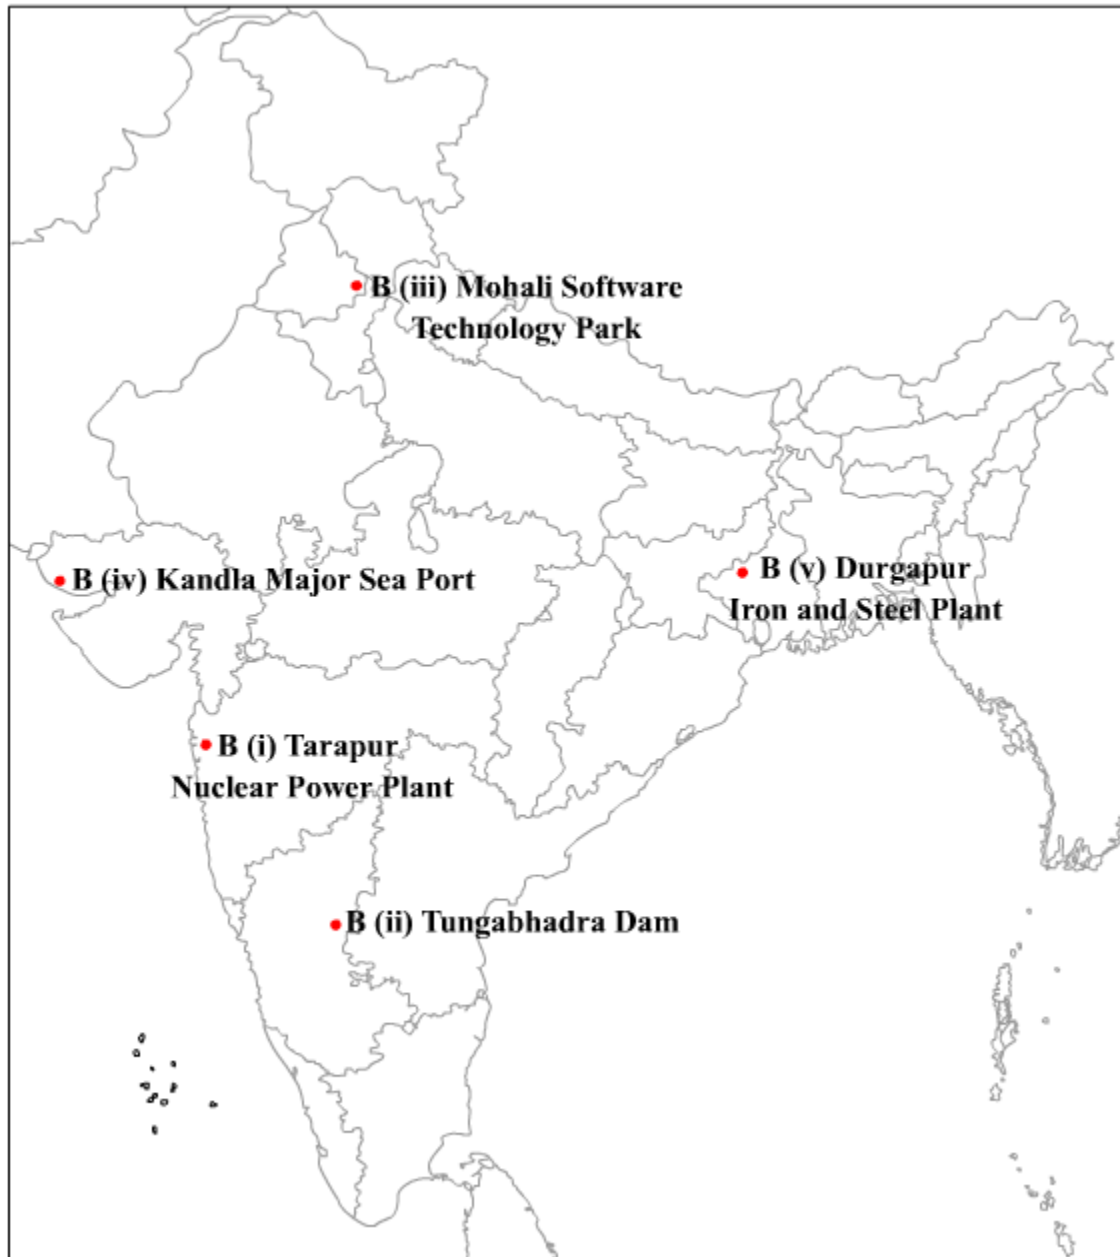 B (iii) Mohali Software
Technology Park
B (iv) Kandla Major Sea Port
B (v) Durgapur
Iron and Steel Plant
B (i) Tarapur
Nuclear Power Plant
B (ii) Tungabhadra Dam